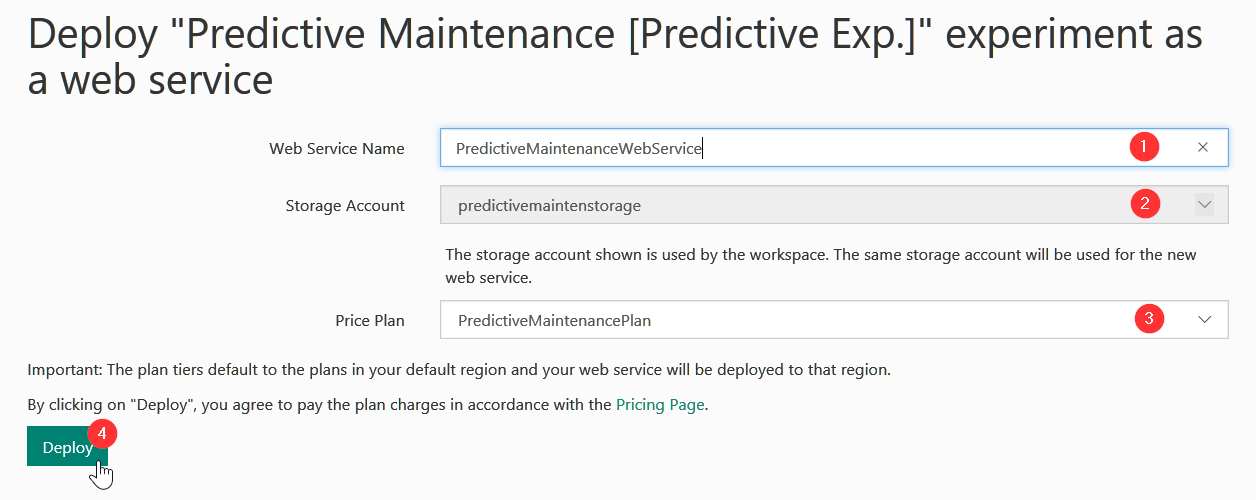 Deploy "Predictive Maintenance [Predictive Exp.]" experiment as
a web service
Web Service Name
PredictiveMaintenanceWebService
1
Storage Account
predictivemaintenstorage
2
The storage account shown is used by the workspace. The same storage account will be used for the new
web service.
Price Plan
PredictiveMaintenancePlan
3
Important: The plan tiers default to the plans in your default region and your web service will be deployed to that region.
By clicking on "Deploy", you agree to pay the plan charges in accordance with the Pricing Page.
Deploy
4